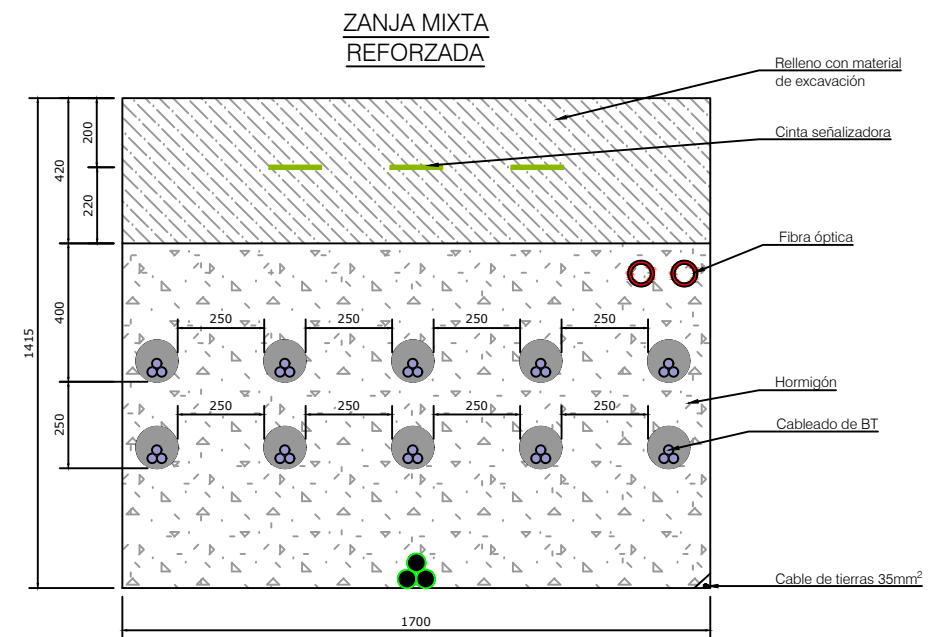 ZANJA MIXTA
REFORZADA
Relleno con material
de excavación
Cinta señalizadora
Fibra óptica
Hormigón
Cableado de BT
Cable de tierras 35mm²
200
420
220
400
1415
250
250 250 250 250
250 250 250 250
1700